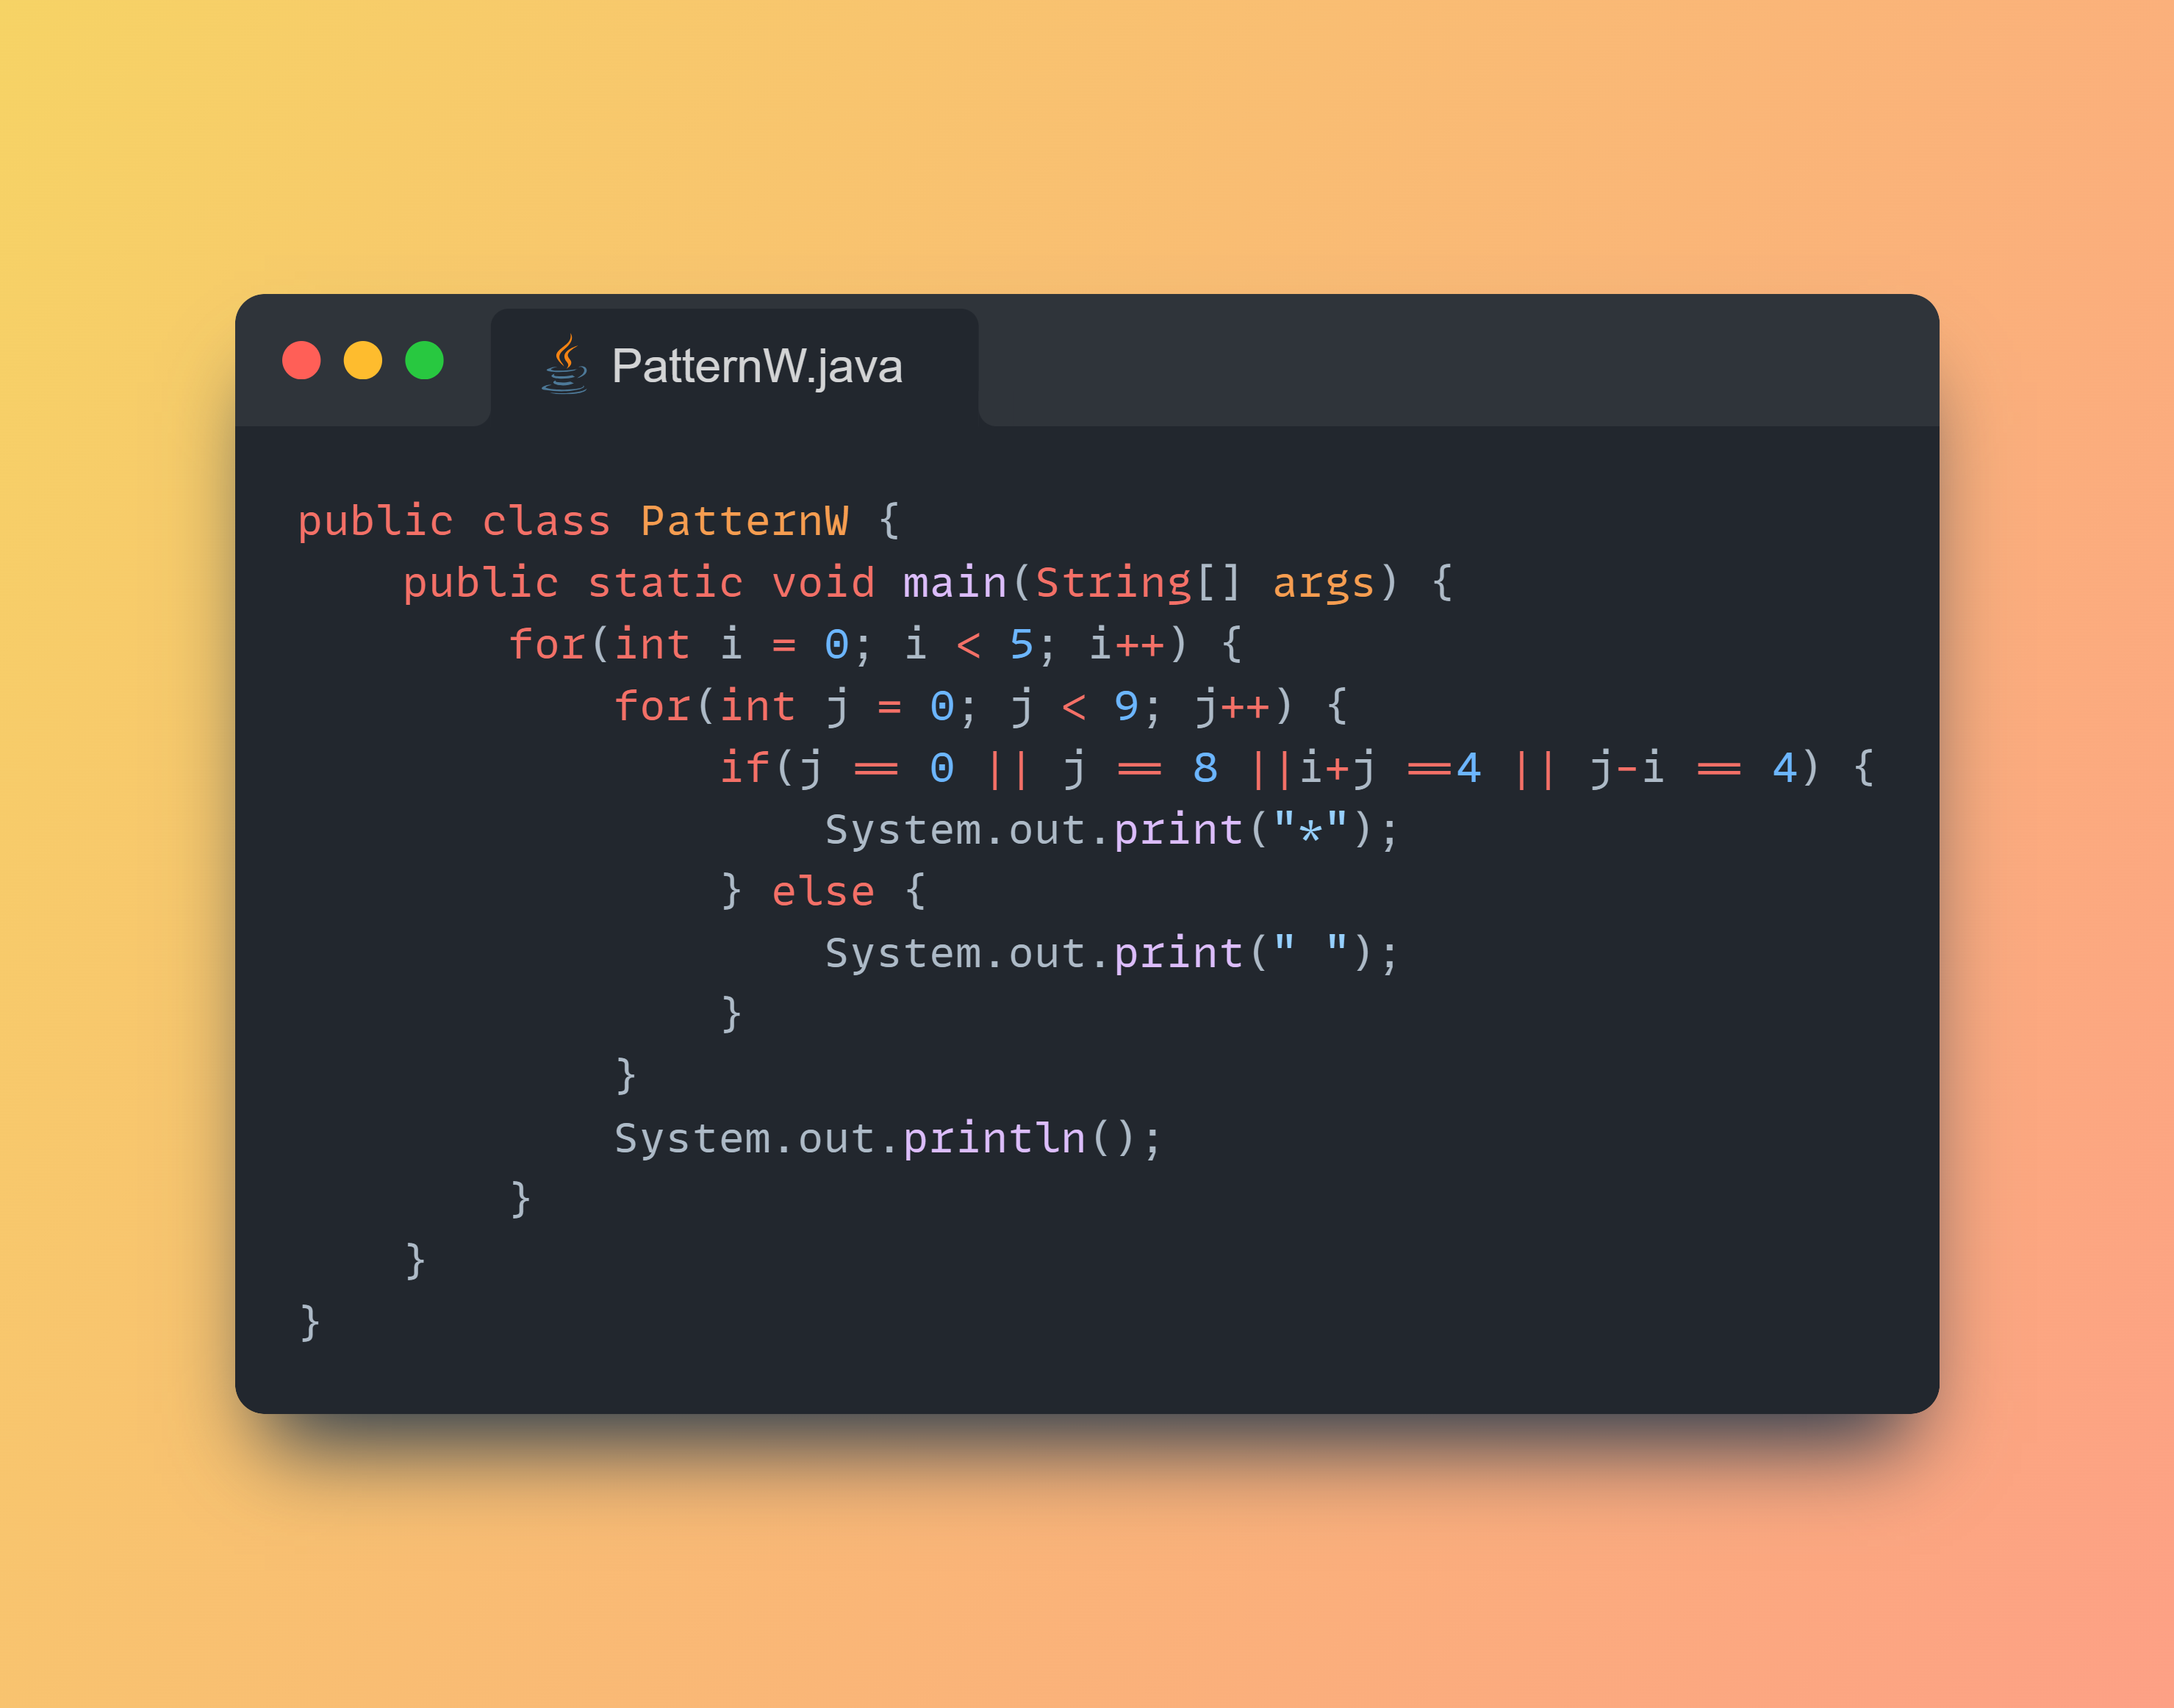 PatternW.java
public class PatternW {
    public static void main(String[] args) {
        for(int i = 0; i < 5; i++) {
            for(int j = 0; j < 9; j++) {
                if(j == 0 || j == 8 ||i+j ==4 || j-i == 4) {
                    System.out.print("*");
                } else {
                    System.out.print(" ");
                }
            }
            System.out.println();
        }
    }
}